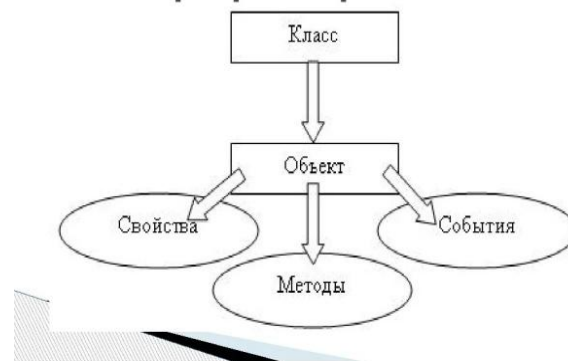 Класс
Объект
Свойства
События
Методы